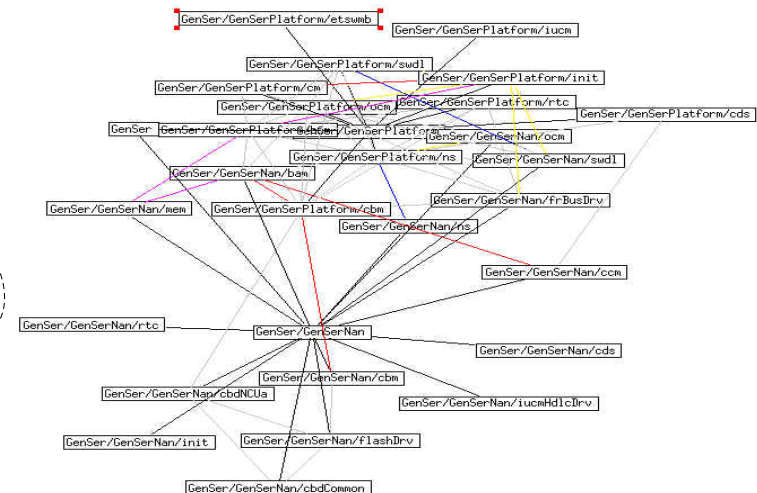 GenSer/GenSerPlatform/etswmb
GenSer/GenSerPlatform/iucm
GenSer/GenSerPlatform/swdl
GenSer/GenSerPlatform/init
GenSer/GenSerPlatform/cm
GenSer/GenSerPlatform/rtc
GenSer/GenSerPlatform/ucm
GenSer/GenSerPlatform/cds
GenSer
GenSer/GenSerPlatform
GenSer/GenSerNan/ocm
GenSer/GenSerPlatform/ns
GenSer/GenSerNan/swdl
GenSer/GenSerNan/bam
GenSer/GenSerNan/frBusDrv
GenSer/GenSerNan/mem
GenSer/GenSerPlatform/cbm
GenSer/GenSerNan/ns
GenSer/GenSerNan/ccm
GenSer/GenSerNan/rtc
GenSer/GenSerNan
GenSer/GenSerNan/cds
GenSer/GenSerNan/cbm
GenSer/GenSerNan/cbdNCUa
GenSer/GenSerNan/iucmHdlcDrv
GenSer/GenSerNan/init
GenSer/GenSerNan/flashDrv
GenSer/GenSerNan/cbdCommon